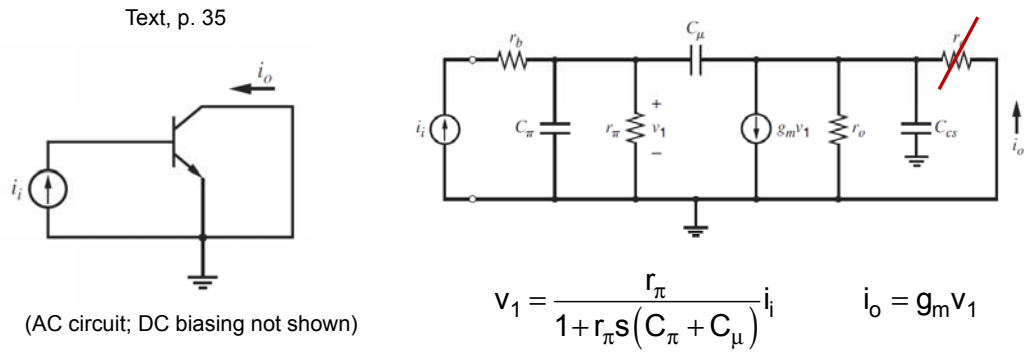 Text, p. 35
i_o
i_i
(AC circuit; DC biasing not shown)
r_b
C_μ
i_i
C_π
r_π
+
v_1
−
g_m v_1
r_o
C_cs
i_o
v_1 = r_π / (1 + r_π s(C_π + C_μ)) i_i
i_o = g_m v_1